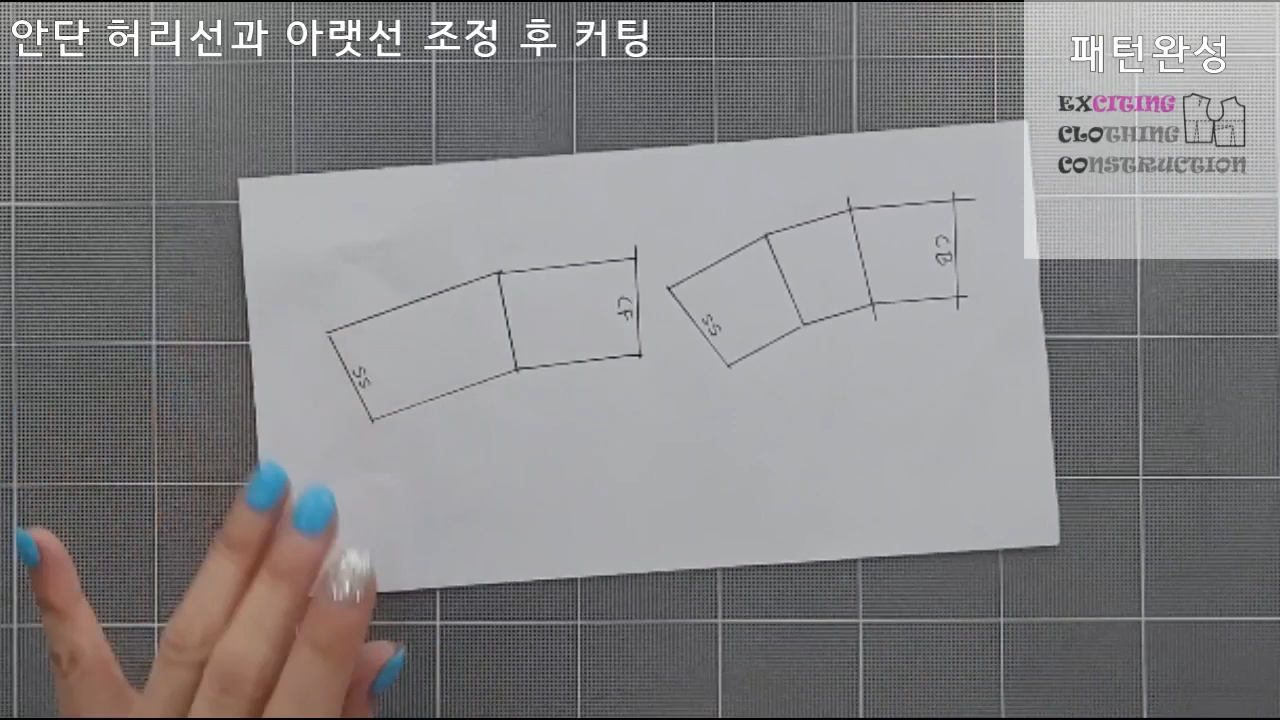 안단 허리선과 아랫선 조정 후 커팅
패턴완성
EXCITING
CLOTHING
CONSTRUCTION
CB
CF
SS
SS